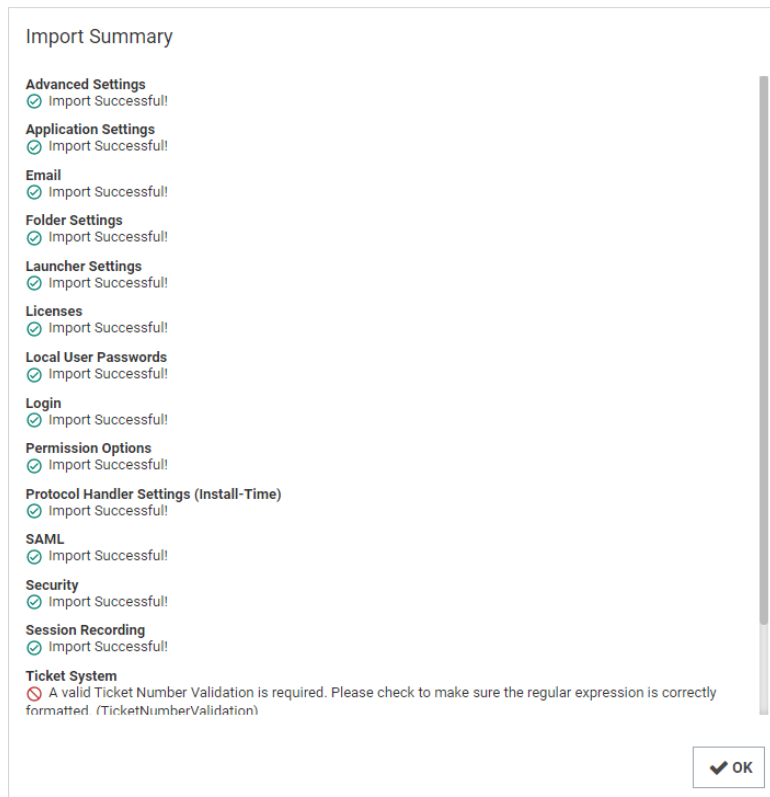 Import Summary
Advanced Settings
Import Successful!
Application Settings
Import Successful!
Email
Import Successful!
Folder Settings
Import Successful!
Launcher Settings
Import Successful!
Licenses
Import Successful!
Local User Passwords
Import Successful!
Login
Import Successful!
Permission Options
Import Successful!
Protocol Handler Settings (Install-Time)
Import Successful!
SAML
Import Successful!
Security
Import Successful!
Session Recording
Import Successful!
Ticket System
A valid Ticket Number Validation is required. Please check to make sure the regular expression is correctly
formatted. (TicketNumberValidation)
OK